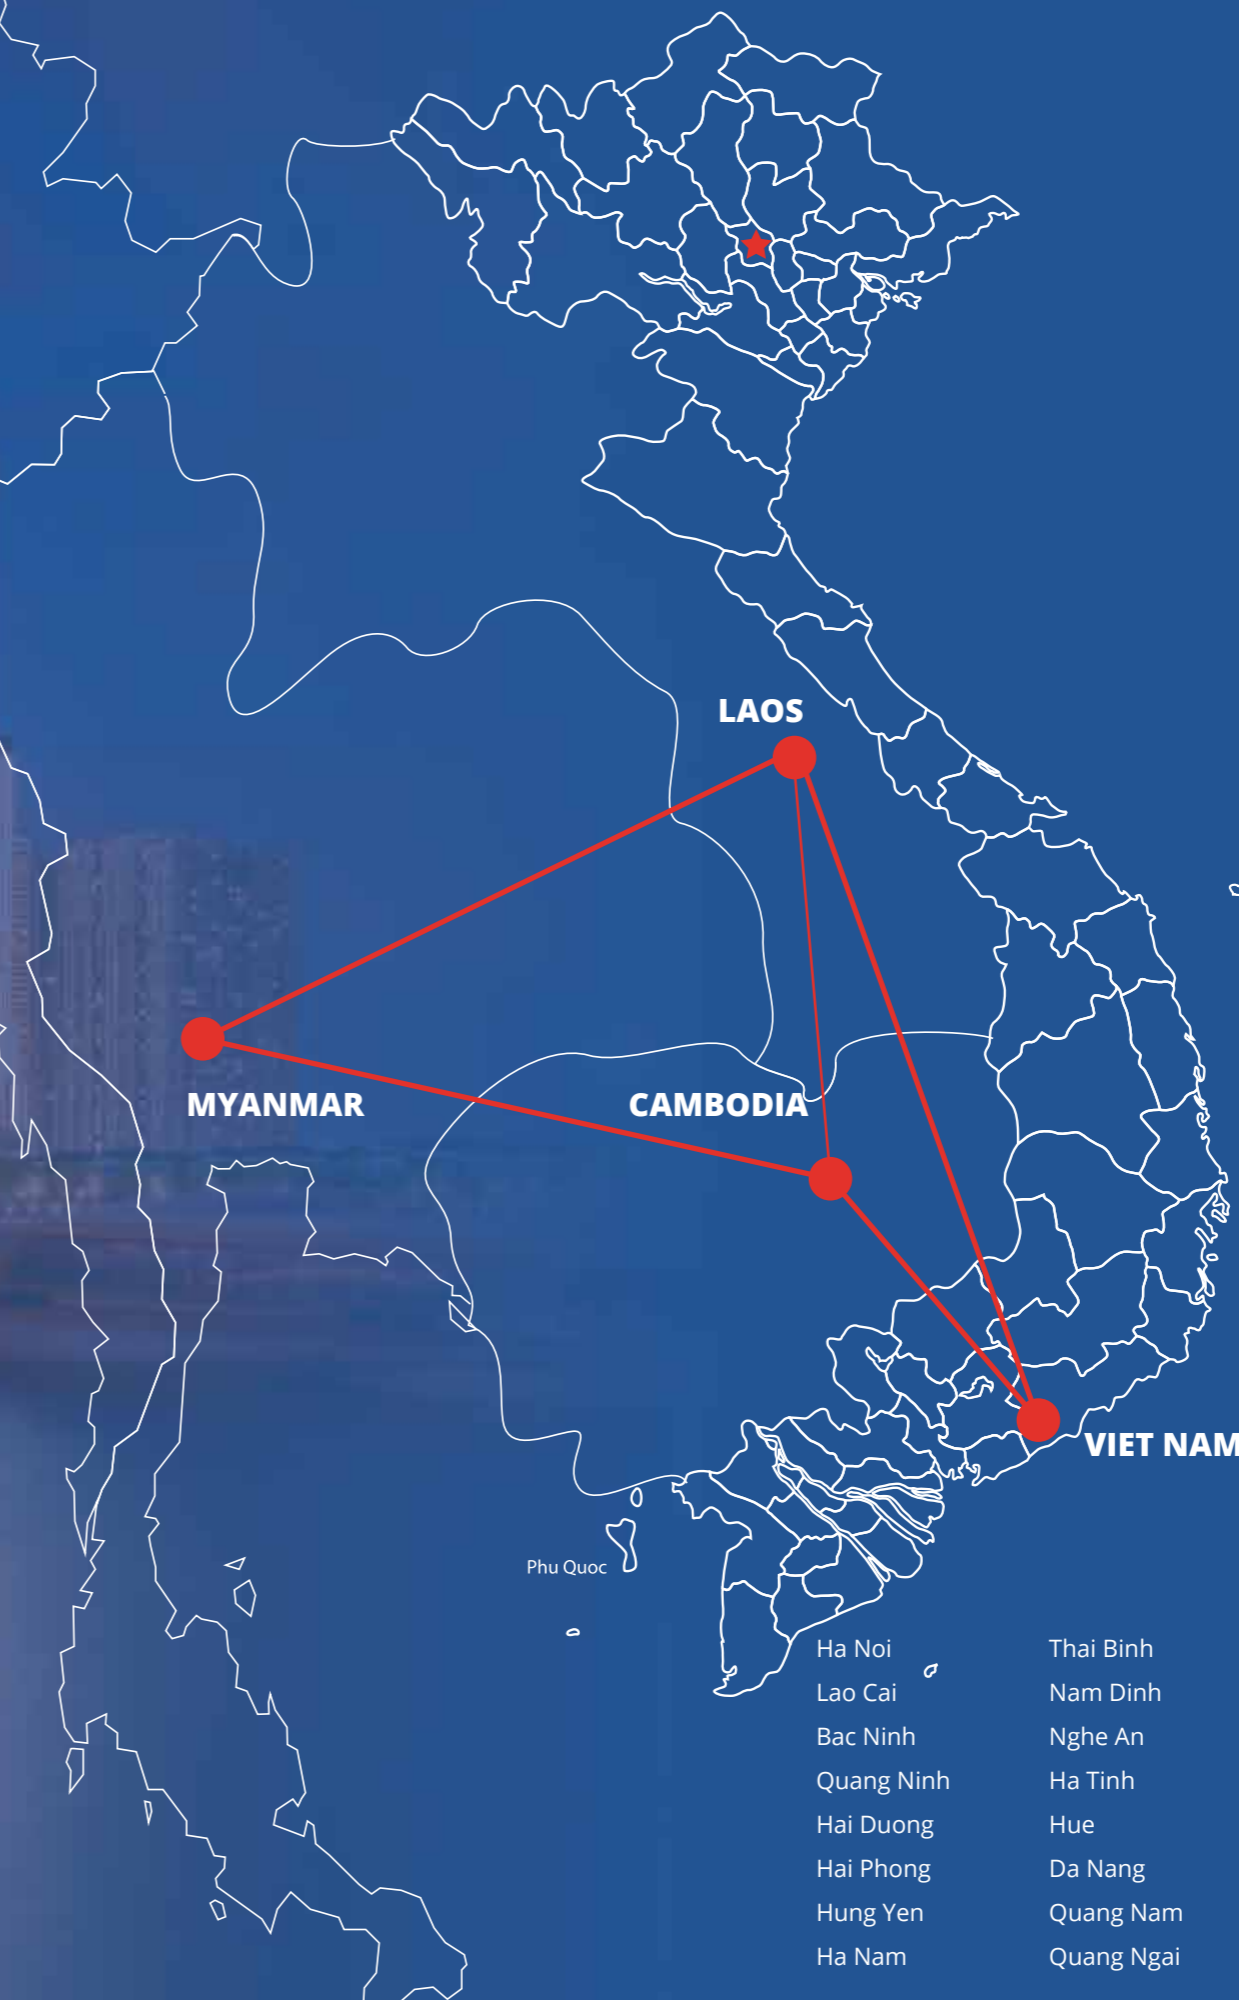 LAOS
MYANMAR
CAMBODIA
VIET NAM
Phu Quoc
Ha Noi
Lao Cai
Bac Ninh
Quang Ninh
Hai Duong
Hai Phong
Hung Yen
Ha Nam
Thai Binh
Nam Dinh
Nghe An
Ha Tinh
Hue
Da Nang
Quang Nam
Quang Ngai